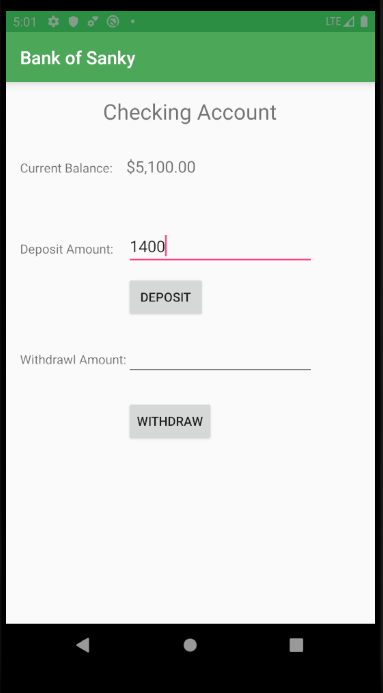 5:01 LTE
Bank of Sanky
Checking Account
Current Balance: $5,100.00
Deposit Amount: 1400
DEPOSIT
Withdrawl Amount:
WITHDRAW